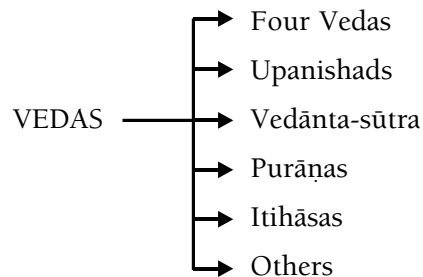 Four Vedas
Upanishads
VEDAS
Vedānta-sūtra
Purāṇas
Itihāsas
Others